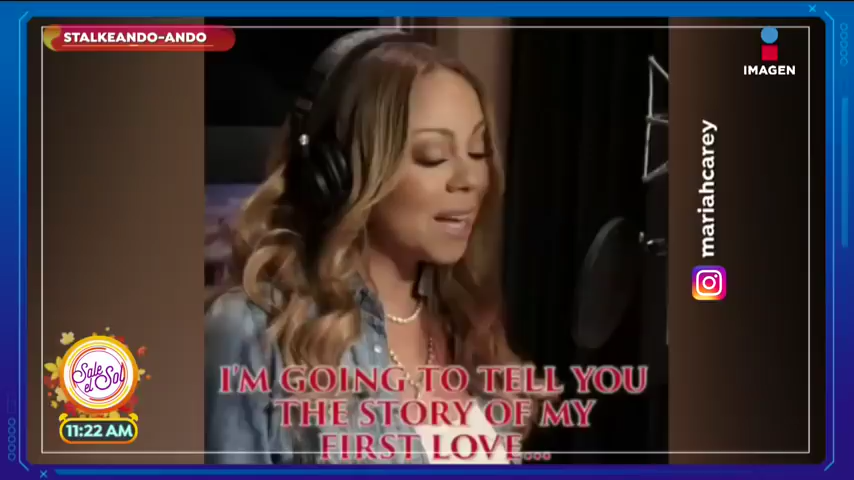 STALKEANDO-ANDO
IMAGEN
mariahcarey
Sale
el Sol
11:22 AM
I'M GOING TO TELL YOU
THE STORY OF MY
FIRST LOVE...